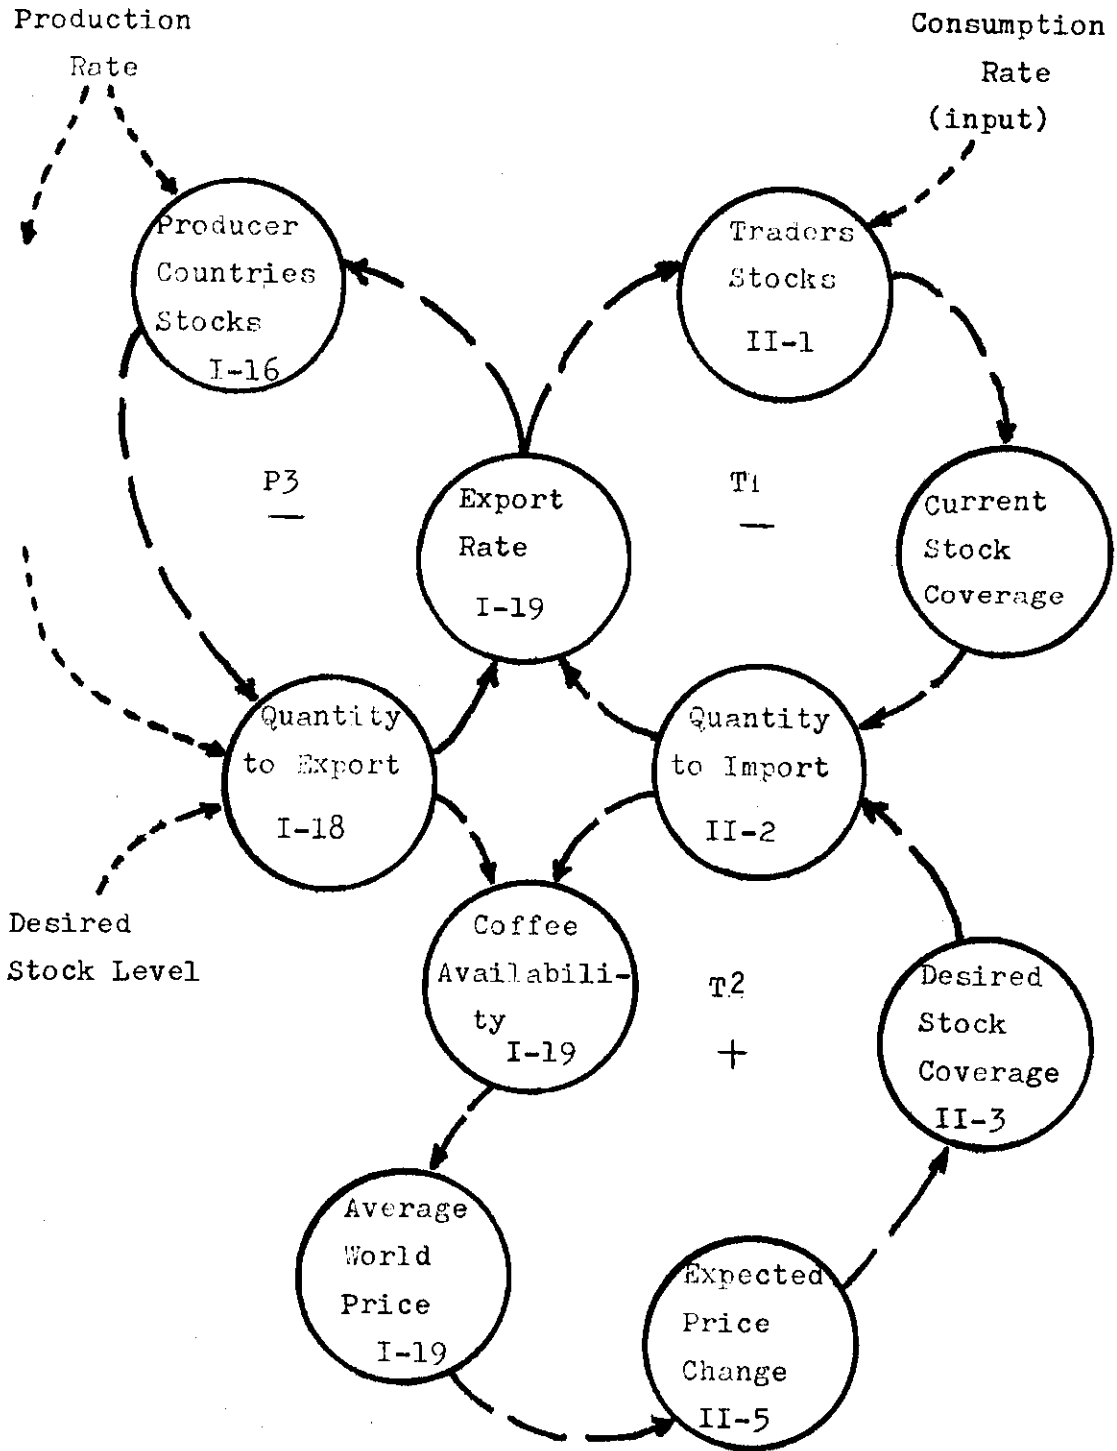 Production
Rate
Consumption
Rate
(input)
Producer
Countries
Stocks
I-16
Traders
Stocks
II-1
P3
—
Export
Rate
I-19
T1
—
Current
Stock
Coverage
Quantity
to Export
I-18
Quantity
to Import
II-2
Desired
Stock Level
Coffee
Availabili-
ty
I-19
T2
+
Desired
Stock
Coverage
II-3
Average
World
Price
I-19
Expected
Price
Change
II-5